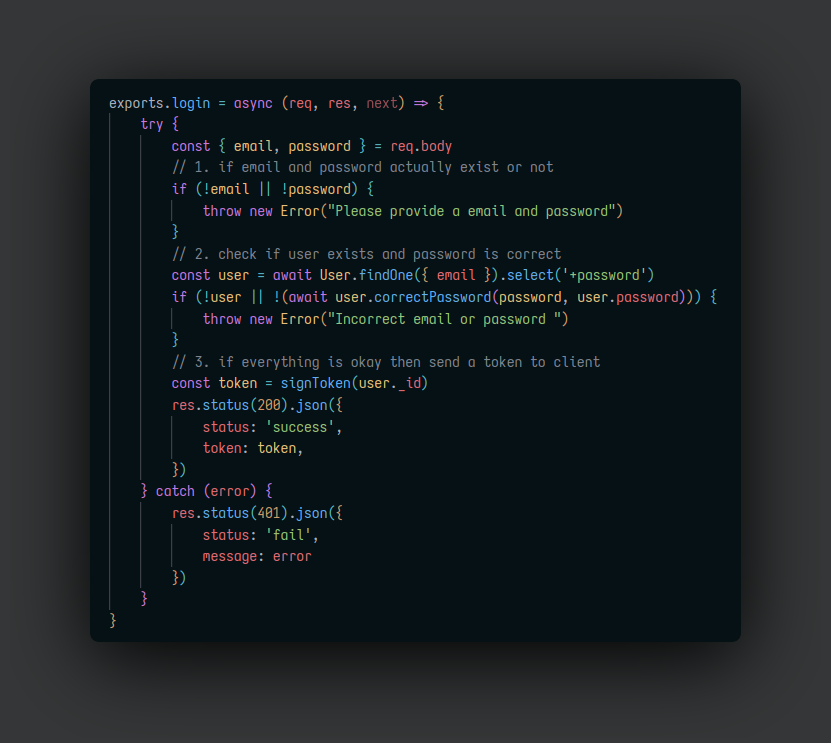 exports.login = async (req, res, next) => {
    try {
        const { email, password } = req.body
        // 1. if email and password actually exist or not
        if (!email || !password) {
            throw new Error("Please provide a email and password")
        }
        // 2. check if user exists and password is correct
        const user = await User.findOne({ email }).select('+password')
        if (!user || !(await user.correctPassword(password, user.password))) {
            throw new Error("Incorrect email or password ")
        }
        // 3. if everything is okay then send a token to client
        const token = signToken(user._id)
        res.status(200).json({
            status: 'success',
            token: token,
        })
    } catch (error) {
        res.status(401).json({
            status: 'fail',
            message: error
        })
    }
}